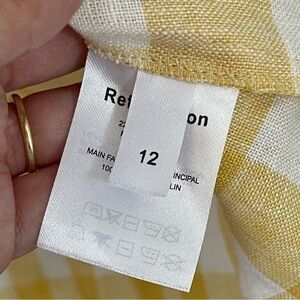 Ref on
12
MAIN FA NCIPAL
100 LIN